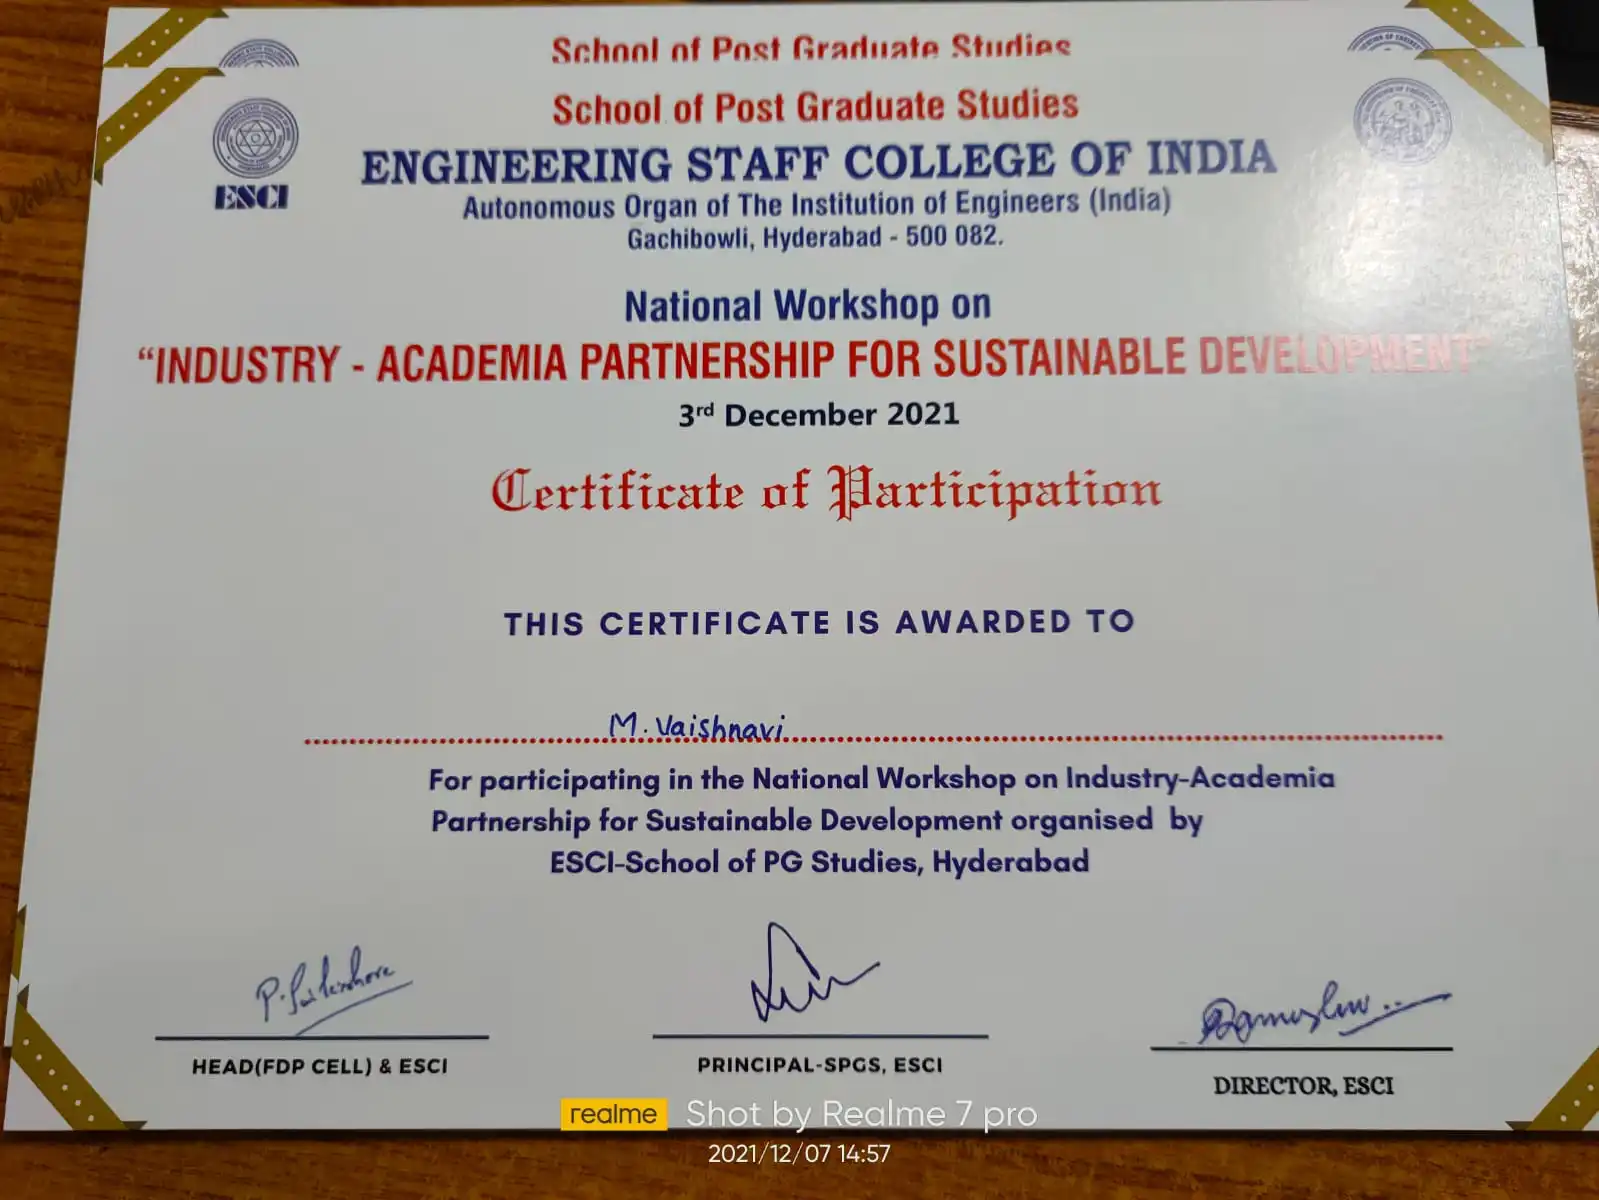 School of Post Graduate Studies
School of Post Graduate Studies
ESCI
ENGINEERING STAFF COLLEGE OF INDIA
Autonomous Organ of The Institution of Engineers (India)
Gachibowli, Hyderabad - 500 082.
National Workshop on
“INDUSTRY - ACADEMIA PARTNERSHIP FOR SUSTAINABLE DEVELOPMENT”
3rd December 2021
Certificate of Participation
THIS CERTIFICATE IS AWARDED TO
M. Vaishnavi
For participating in the National Workshop on Industry-Academia
Partnership for Sustainable Development organised by
ESCI-School of PG Studies, Hyderabad
HEAD(FDP CELL) & ESCI
PRINCIPAL-SPGS, ESCI
DIRECTOR, ESCI
realme Shot by Realme 7 pro
2021/12/07 14:57